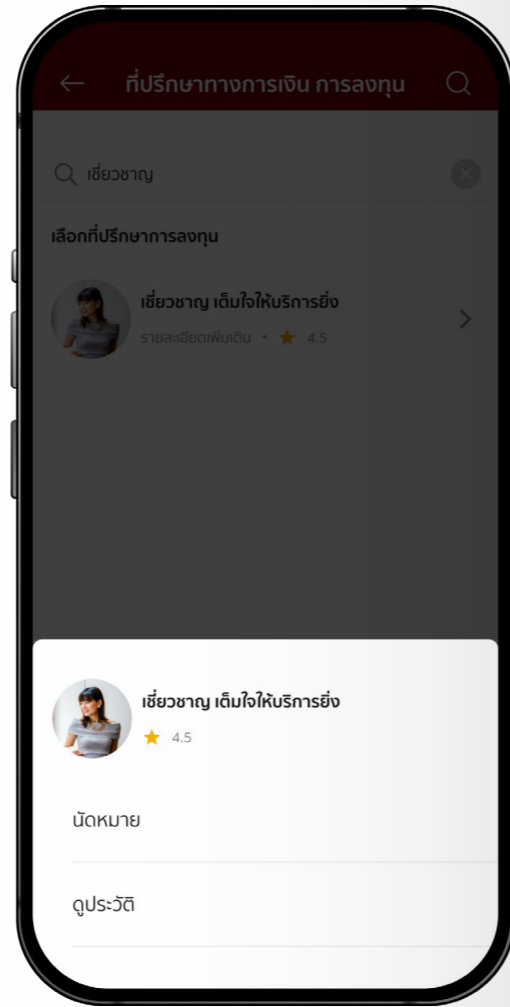 ที่ปรึกษาทางการเงิน การลงทุน
เชี่ยวชาญ
เลือกที่ปรึกษาการลงทุน
เชี่ยวชาญ เต็มใจให้บริการยิ่ง
รายละเอียดเพิ่มเติม • ★ 4.5
เชี่ยวชาญ เต็มใจให้บริการยิ่ง
★ 4.5
นัดหมาย
ดูประวัติ